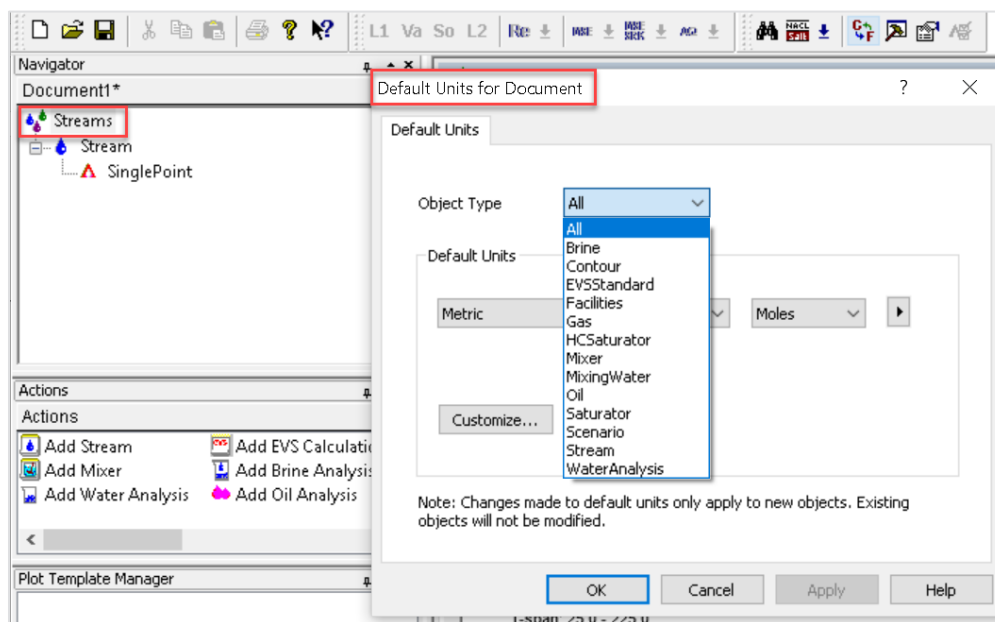 L1 Va So L2
Navigator
Document1*
Streams
Stream
SinglePoint
Default Units for Document
?
Default Units
Object Type
All
All
Brine
Contour
EVSStandard
Facilities
Gas
HCSaturator
Mixer
MixingWater
Oil
Saturator
Scenario
Stream
WaterAnalysis
Default Units
Metric
Moles
Customize...
Note: Changes made to default units only apply to new objects. Existing
objects will not be modified.
OK Cancel Apply Help
Actions
Actions
Add Stream
Add EVS
Add Mixer
Add Brine
Add Water Analysis
Add Oil Analysis
Plot Template Manager